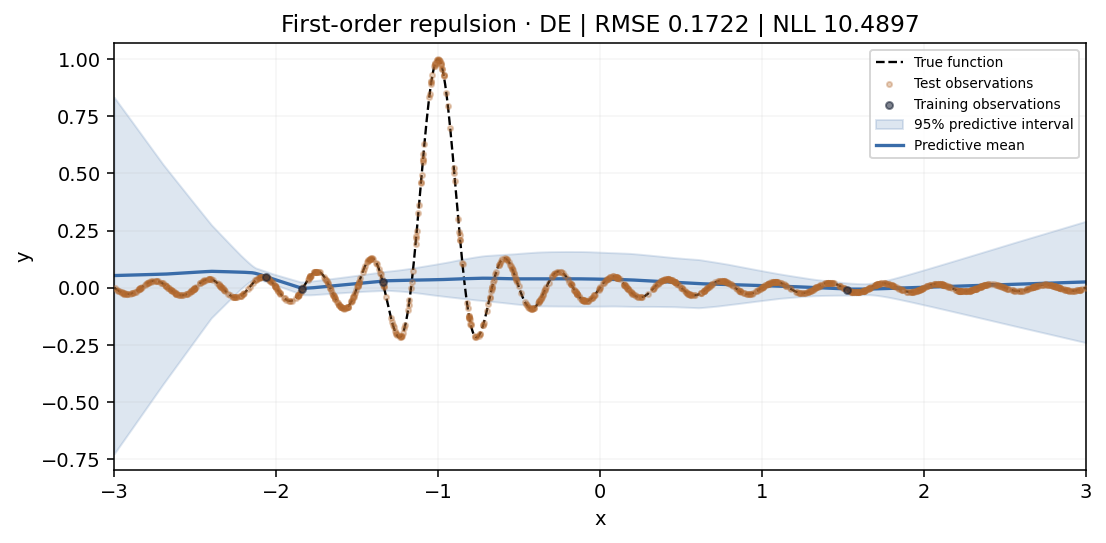 First-order repulsion · DE | RMSE 0.1722 | NLL 10.4897
True function
Test observations
Training observations
95% predictive interval
Predictive mean
y
1.00
0.75
0.50
0.25
0.00
−0.25
−0.50
−0.75
−3
−2
−1
0
1
2
3
x